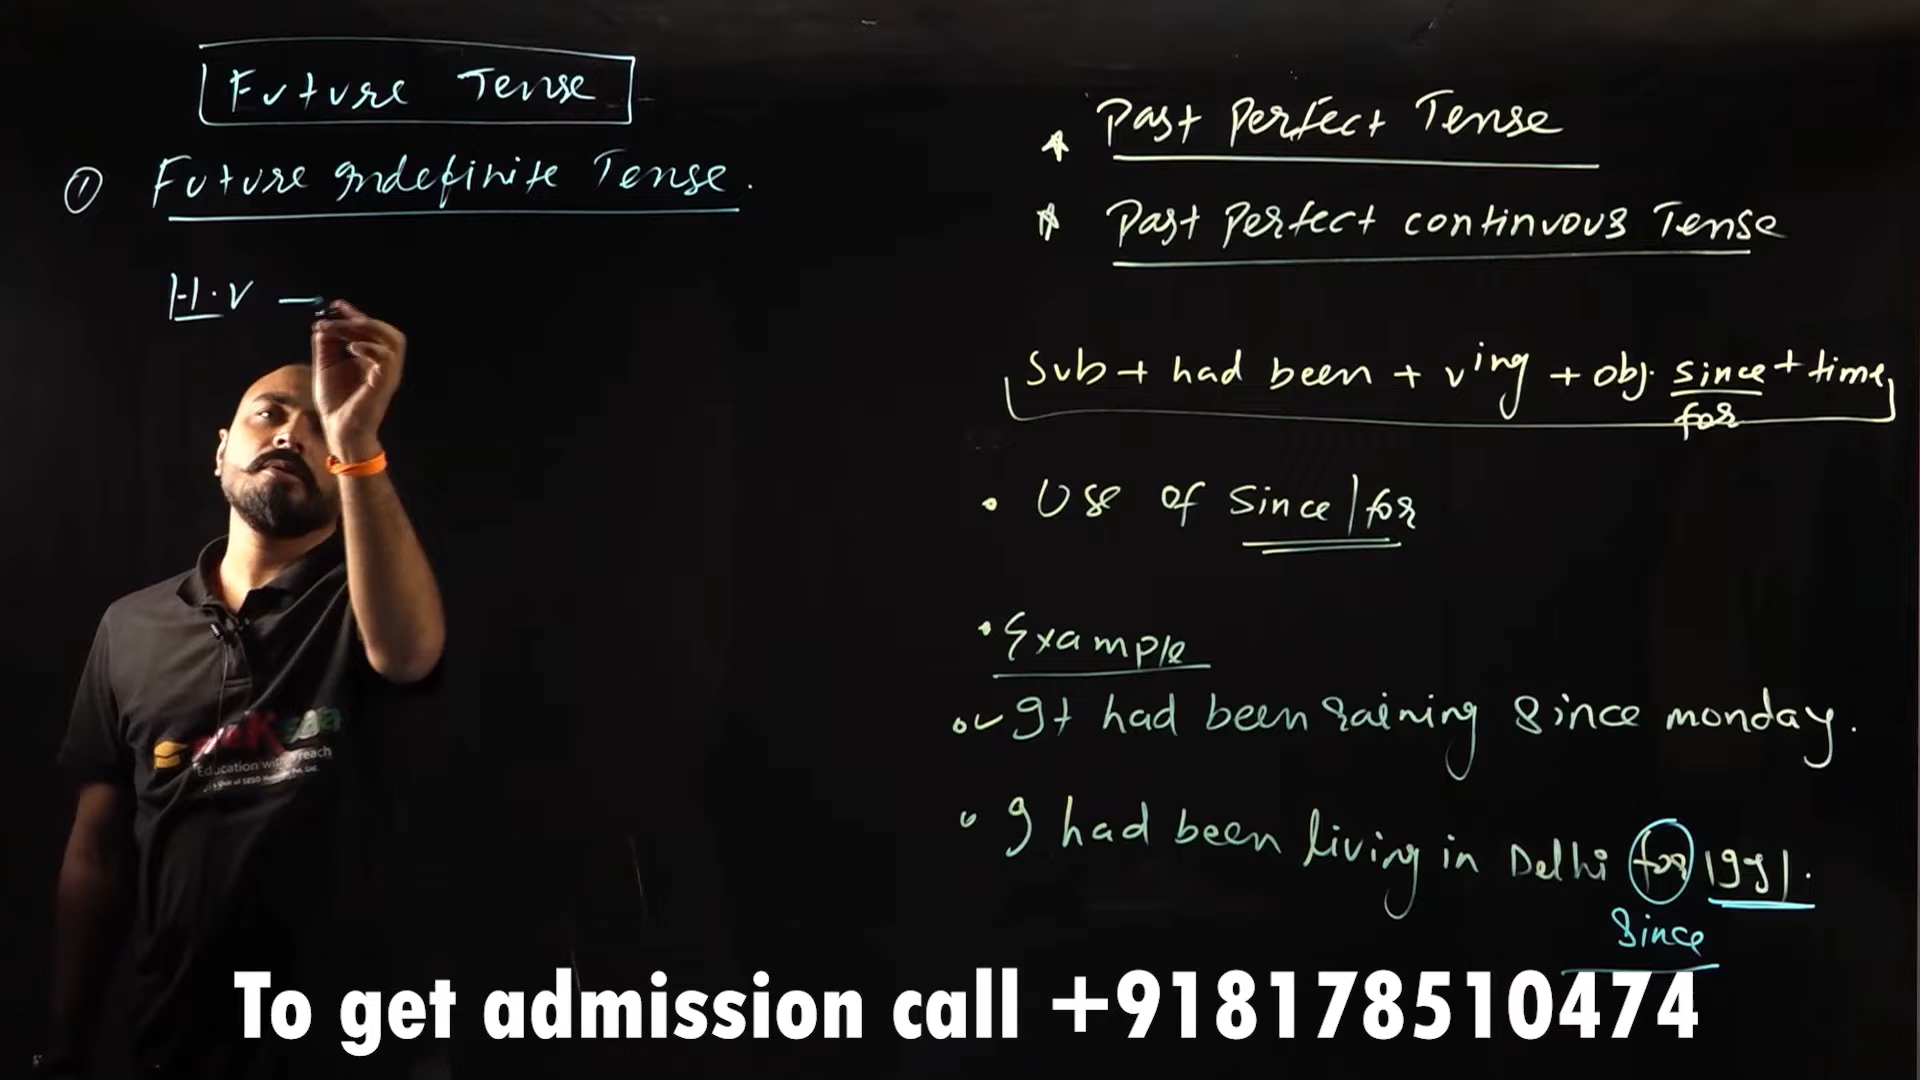 Future Tense
① Future Indefinite Tense.
H.V —
* Past Perfect Tense
* Past Perfect continuous Tense
Sub + had been + v ing + obj. since + time
for
• Use of Since/for
• Example
It had been raining Since monday.
• I had been living in Delhi for 1991.
Since
Education with reach
To get admission call +918178510474